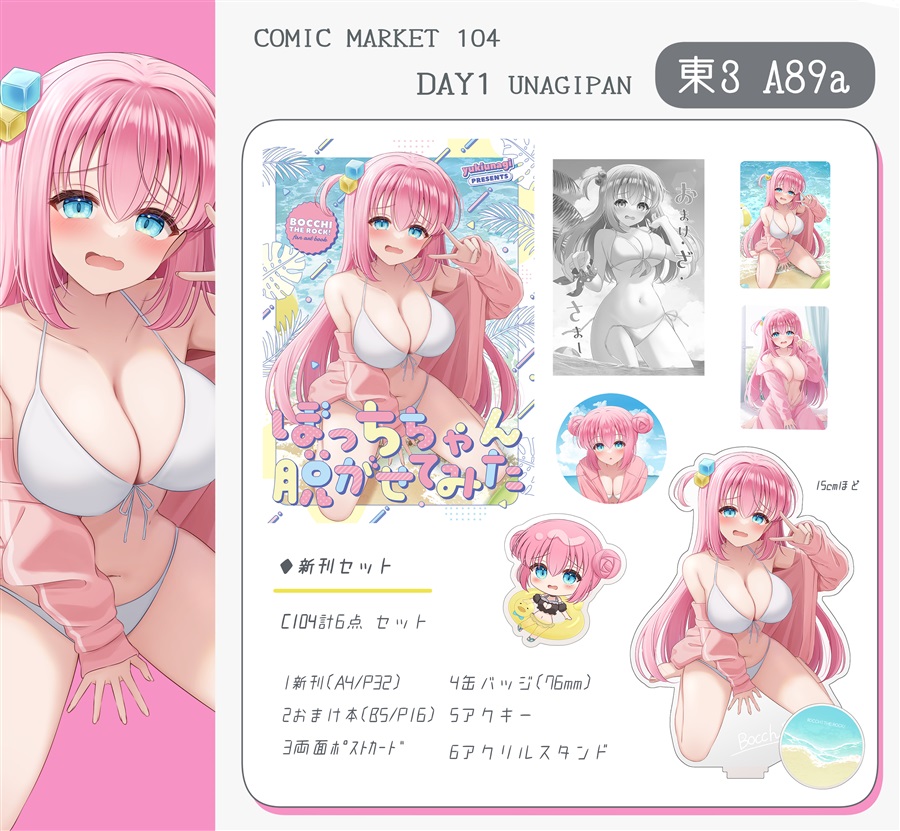 COMIC MARKET 104
DAY1 UNAGIPAN
東3 A89a
yukiunagi
PRESENTS
BOCCHI
THE ROCK!
ぼっちちゃん
脱がせてみた
おまけ・ざ・
さまー
15cmほど
Bocchi
◆新刊セット
C104計6点 セット
1新刊(A4/P32)
2おまけ本(B5/P16)
3両面ポストカード
4缶バッジ(76mm)
5アクキー
6アクリルスタンド